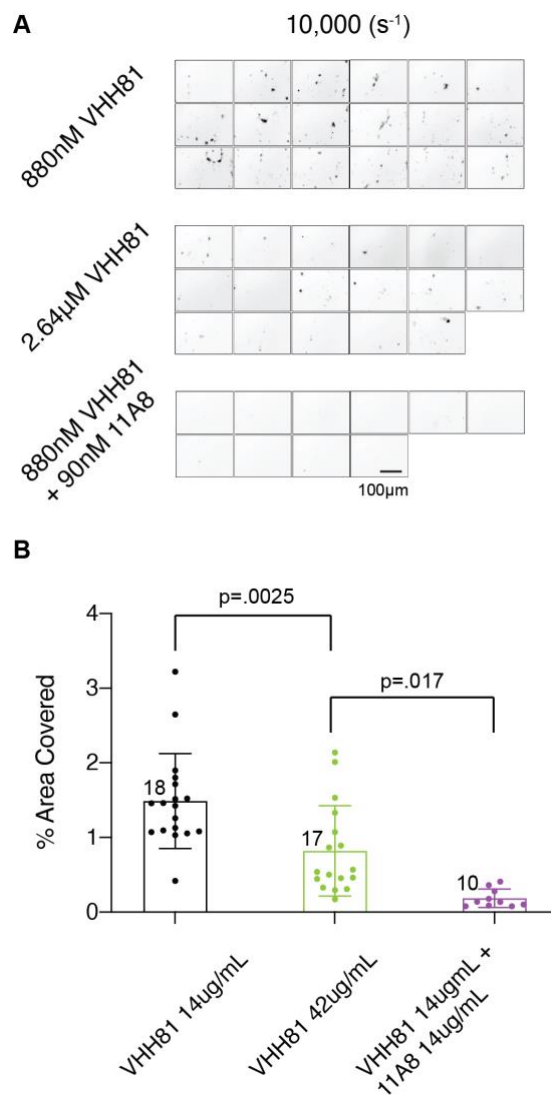 A
10,000 (s-1)
880nM VHH81
2.64µM VHH81
880nM VHH81
+ 90nM 11A8
100µm
B
% Area Covered
4
3
2
1
0
p=.0025
p=.017
18
17
10
VHH81 14ug/mL
VHH81 42ug/mL
VHH81 14ugmL +
11A8 14ug/mL